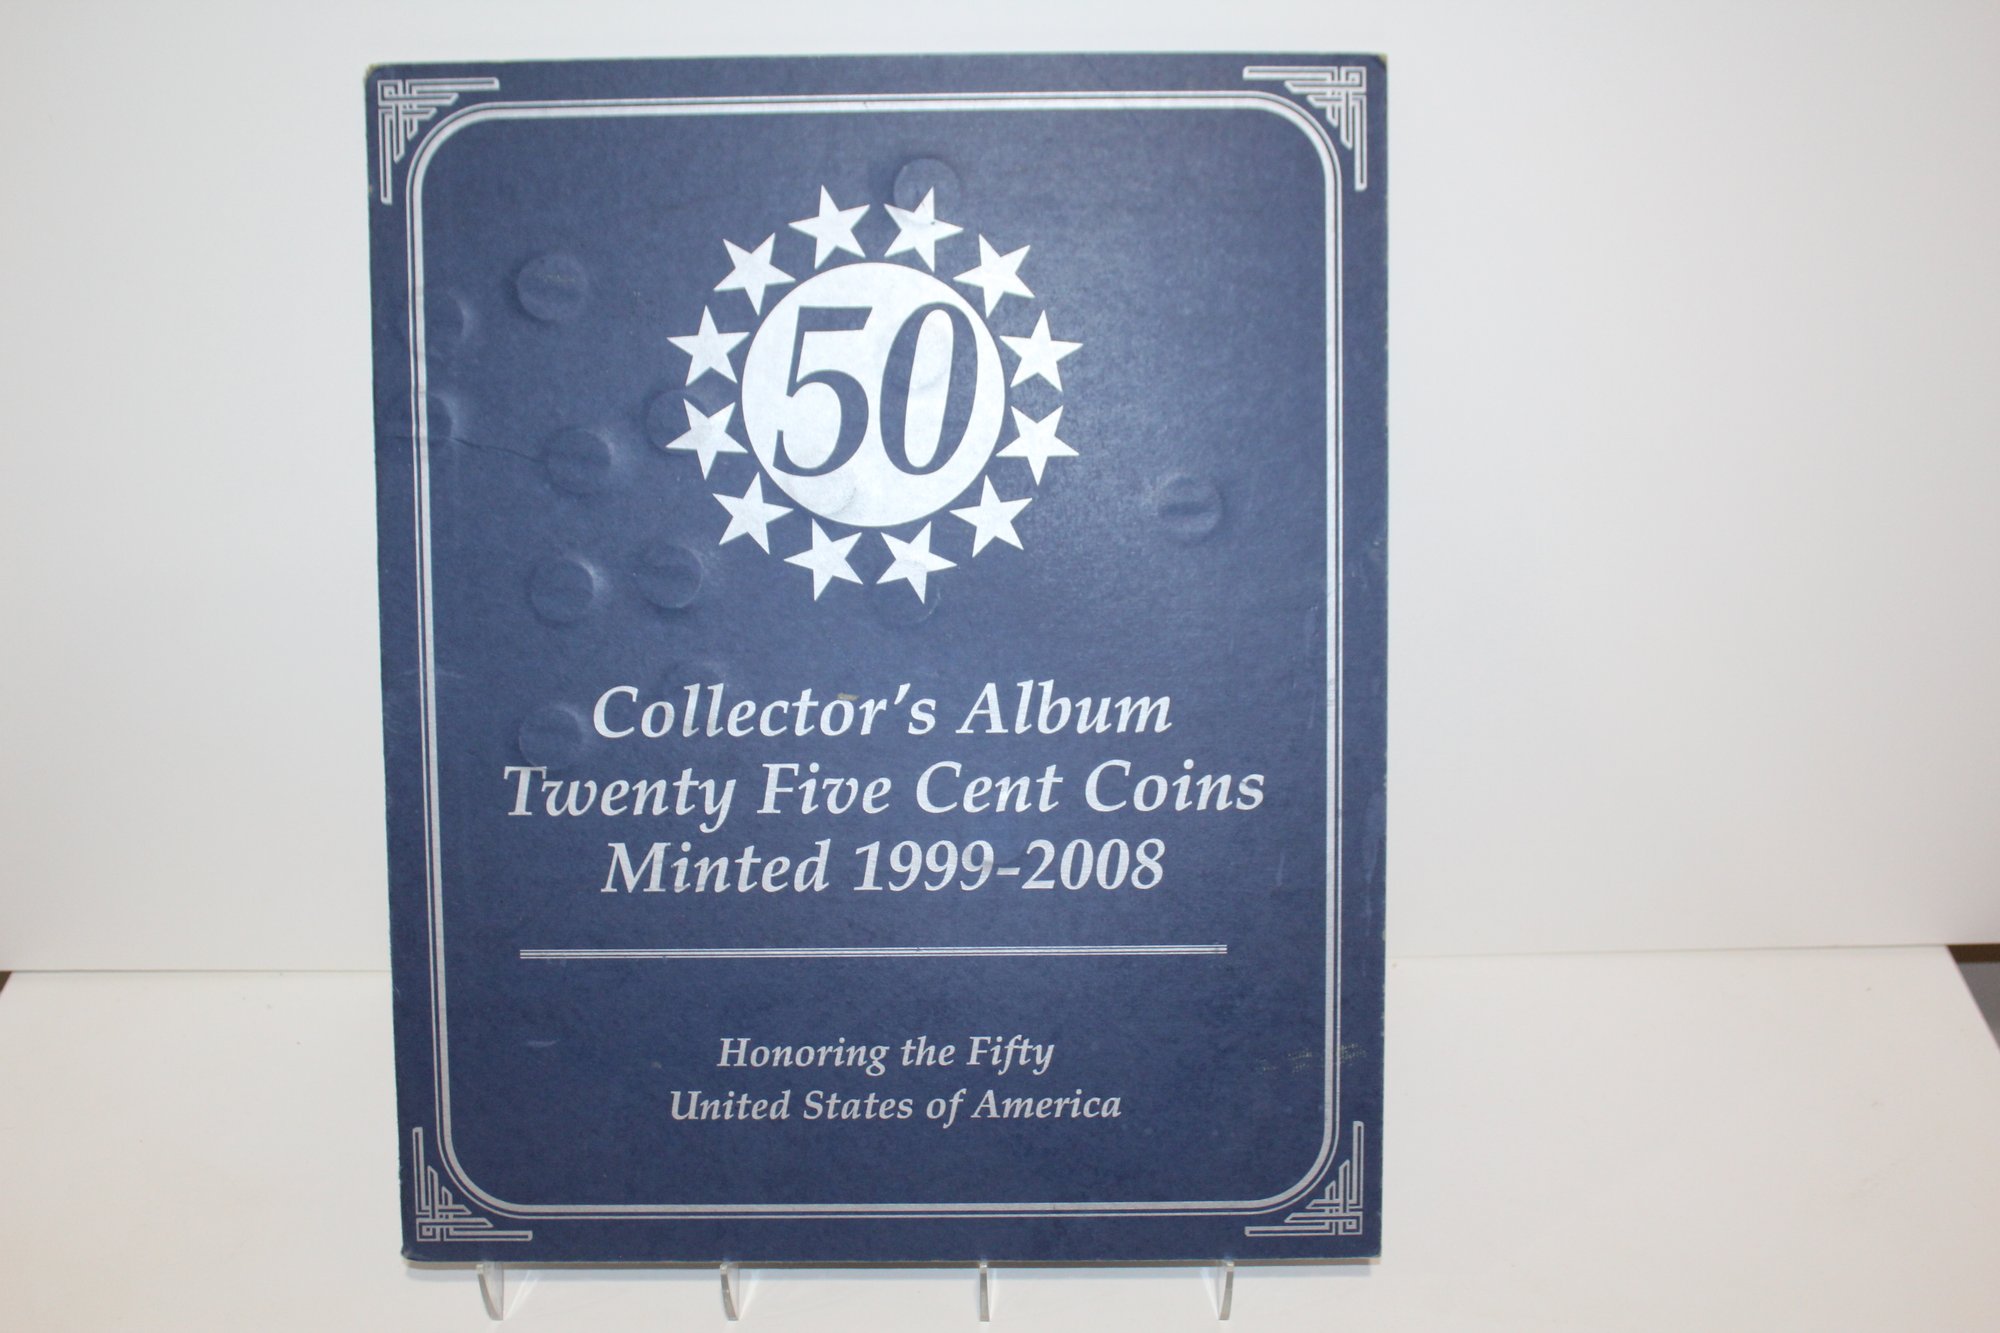 50
Collector's Album
Twenty Five Cent Coins
Minted 1999-2008
Honoring the Fifty
United States of America